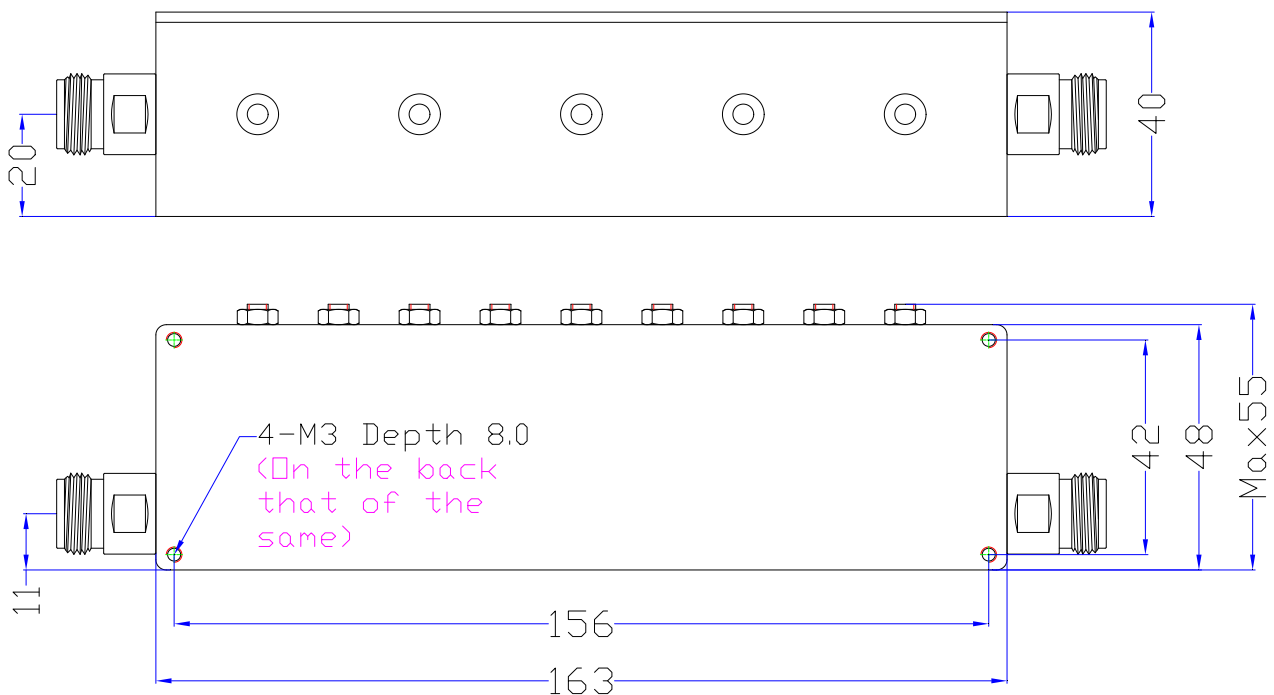 20
40
4-M3 Depth 8.0
(On the back
that of the
same)
42
48
Max55
11
156
163